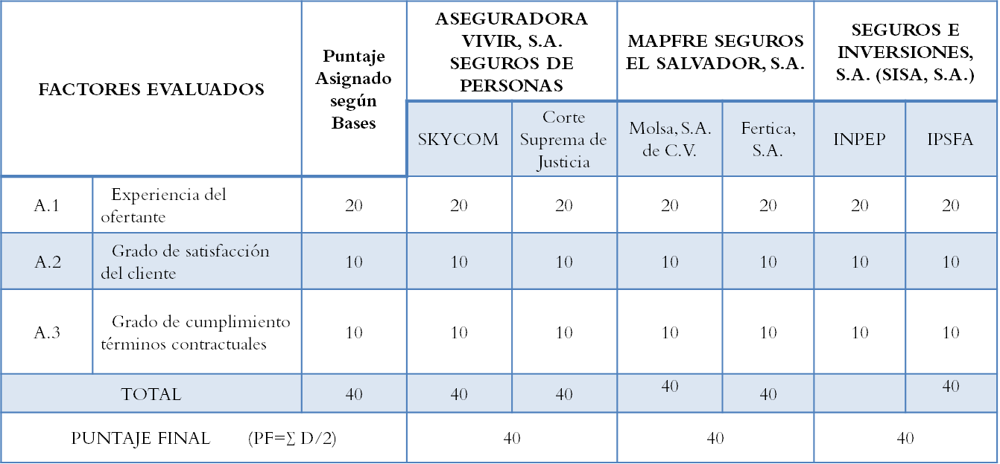 FACTORES EVALUADOS
Puntaje
Asignado
según
Bases
ASEGURADORA
VIVIR, S.A.
SEGUROS DE
PERSONAS
MAPFRE SEGUROS
EL SALVADOR, S.A.
SEGUROS E
INVERSIONES,
S.A. (SISA, S.A.)
SKYCOM
Corte
Suprema de
Justicia
Molsa, S.A.
de C.V.
Fertica,
S.A.
INPEP
IPSFA
A.1
Experiencia del
ofertante
20
20
20
20
20
20
20
A.2
Grado de satisfacción
del cliente
10
10
10
10
10
10
10
A.3
Grado de cumplimiento
términos contractuales
10
10
10
10
10
10
10
TOTAL
40
40
40
40
40
40
PUNTAJE FINAL (PF=∑ D/2)
40
40
40